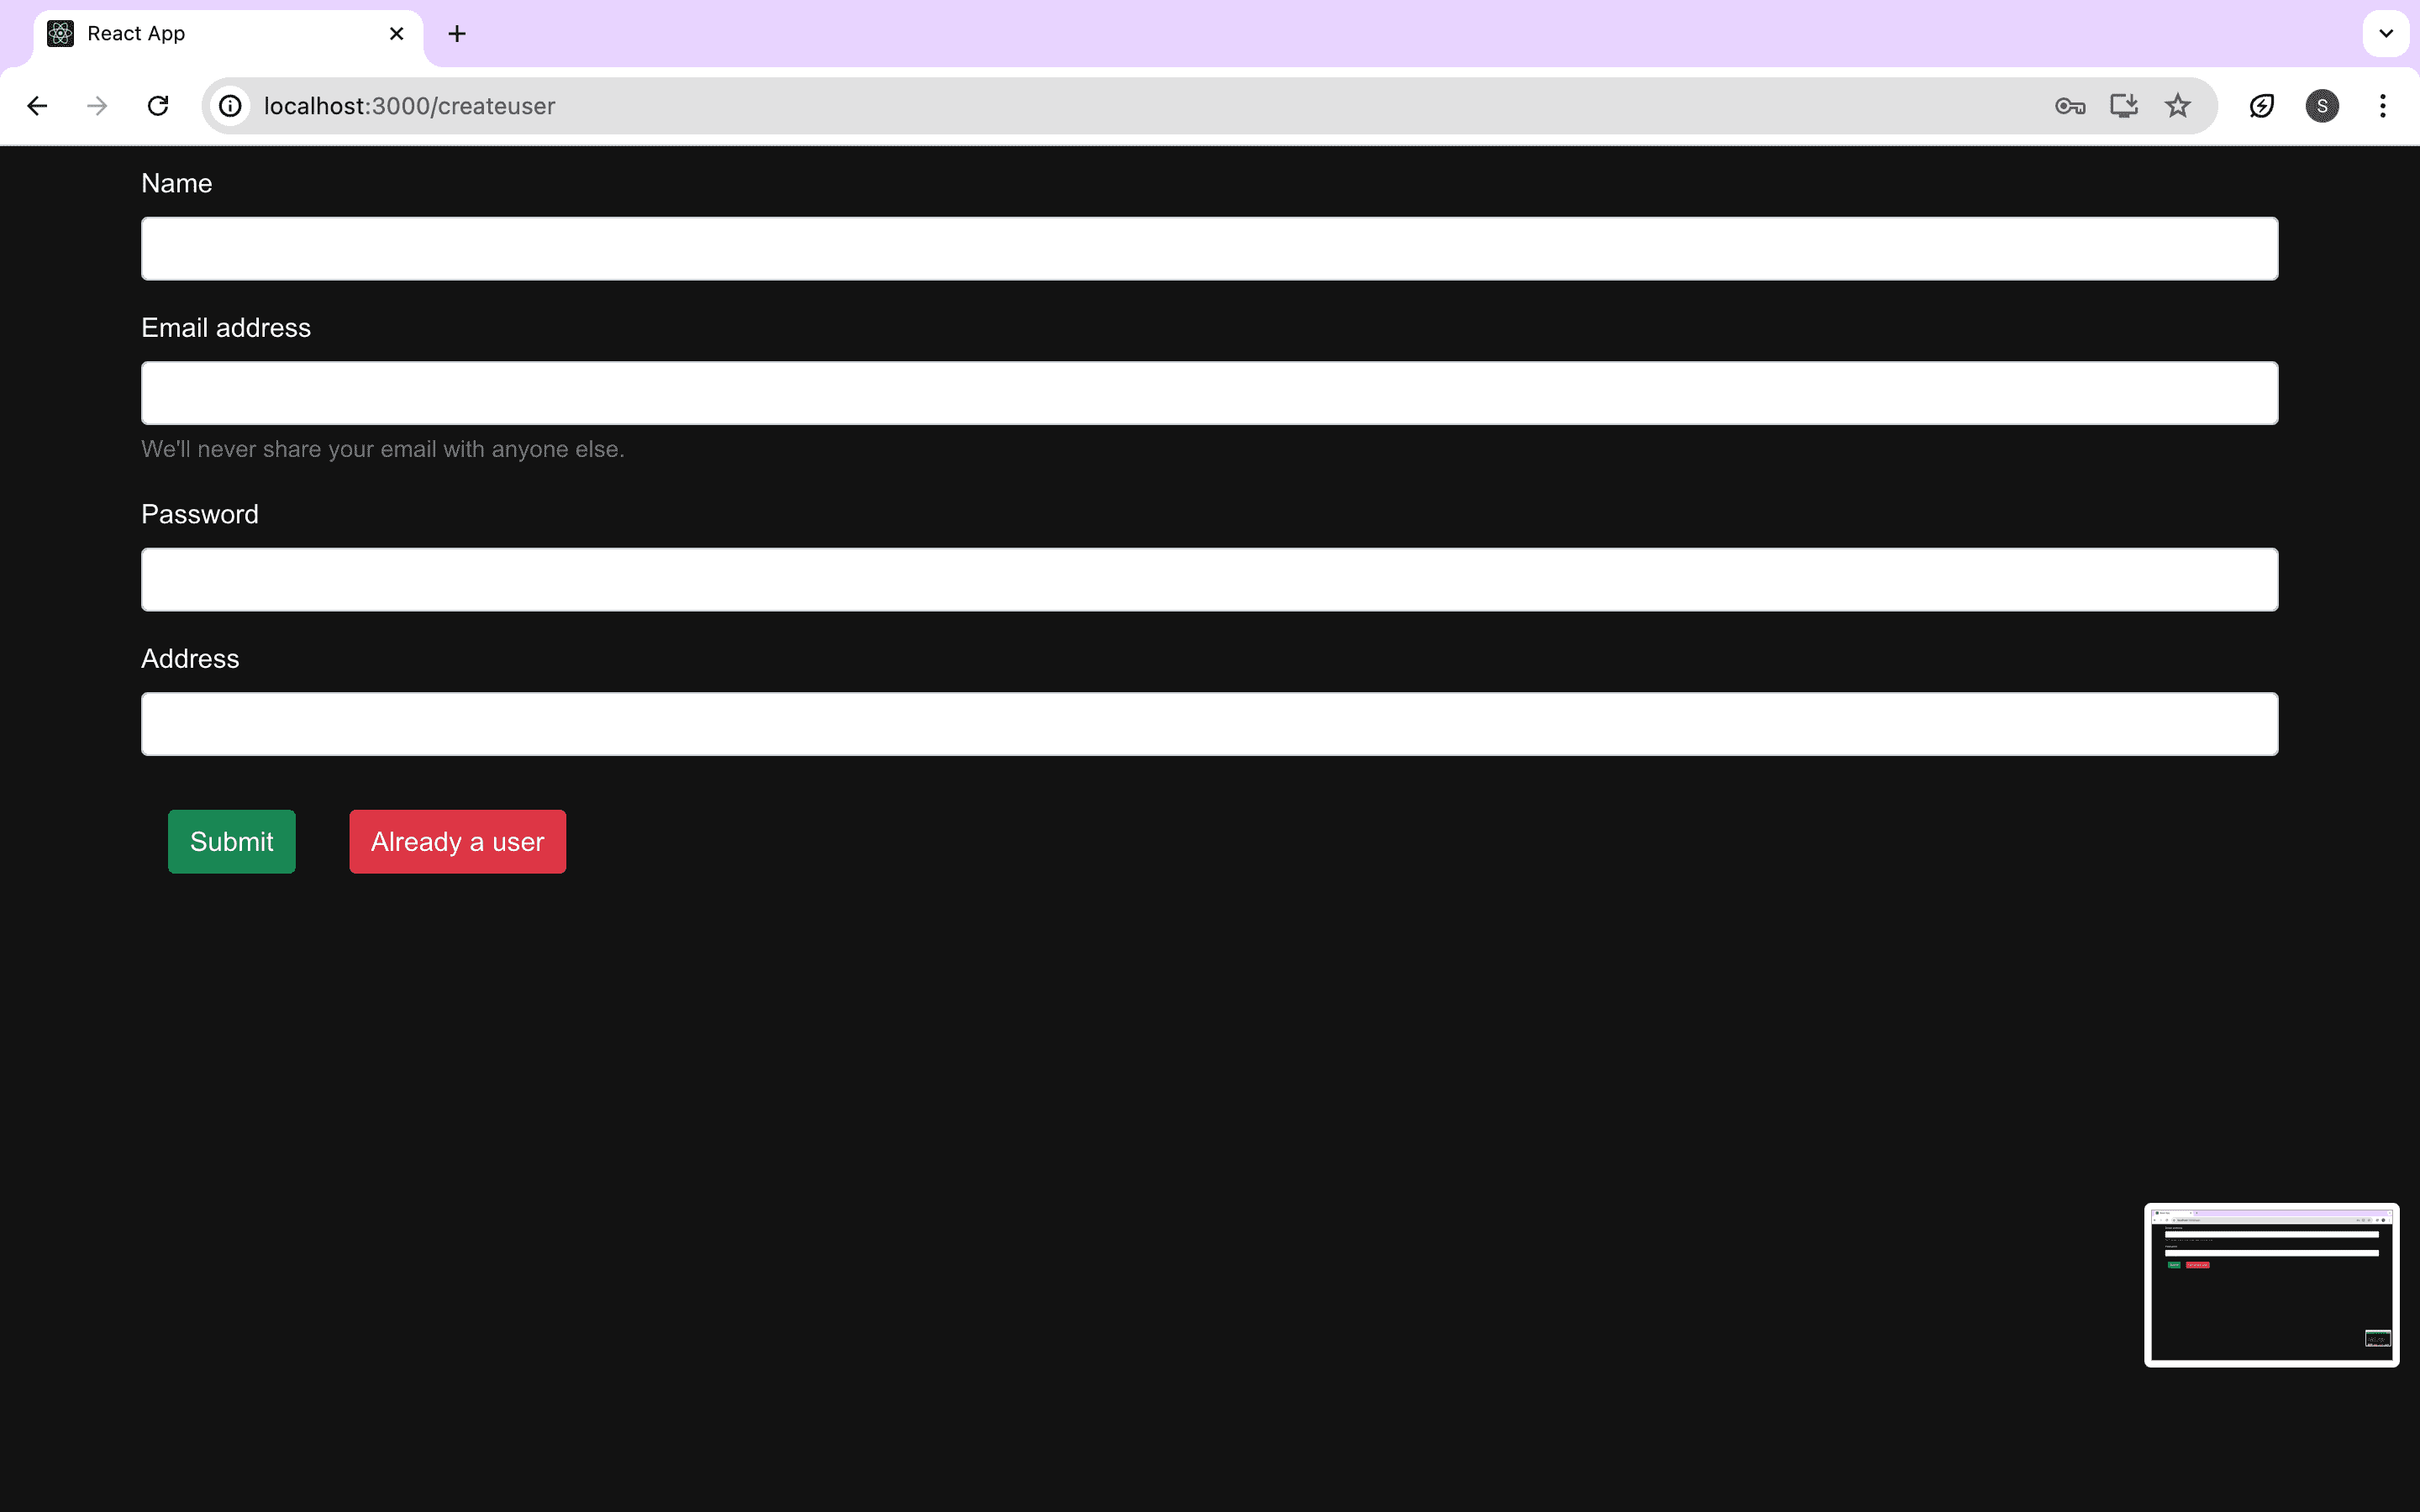 React App
localhost:3000/createuser
S
Name
Email address
We'll never share your email with anyone else.
Password
Address
Submit
Already a user